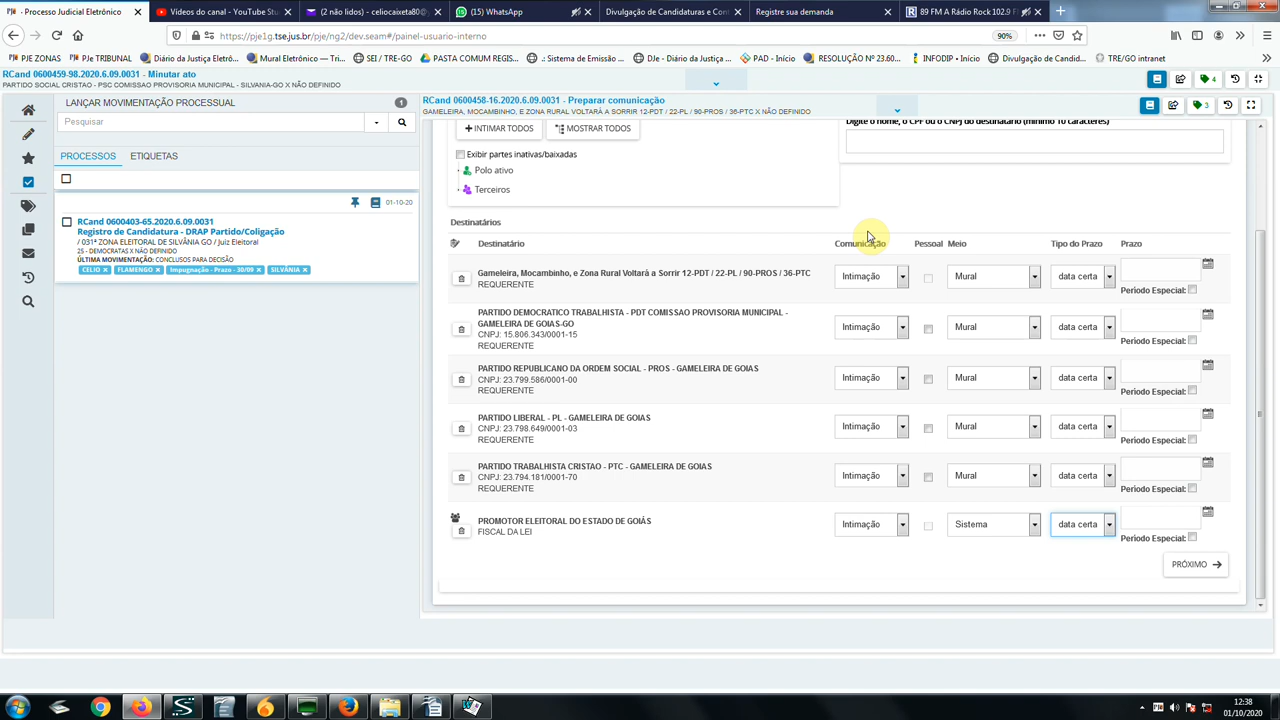 PJe - Processo Judicial Eletrônico
Vídeos do canal - YouTube Stu
(2 não lidos) - celiocaixeta80@
(15) WhatsApp
Divulgação de Candidaturas e Con
Registre sua demanda
89 FM A Rádio Rock 102.9 F
https://pje1g.tse.jus.br/pje/ng2/dev.seam#/painel-usuario-interno
90%
PJe ZONAS
PJe TRIBUNAL
Diário da Justiça Eletrô...
Mural Eletrônico — Tri...
SEI / TRE-GO
PASTA COMUM REGIS...
.: Sistema de Emissão ...
DJe - Diário da Justiça ...
PAD - Início
RESOLUÇÃO Nº 23.60...
INFODIP • Início
Divulgação de Candid...
TRE/GO intranet
RCand 0600459-98.2020.6.09.0031 - Minutar ato
PARTIDO SOCIAL CRISTAO - PSC COMISSAO PROVISORIA MUNICIPAL - SILVANIA-GO X NÃO DEFINIDO
4
LANÇAR MOVIMENTAÇÃO PROCESSUAL
1
Pesquisar
PROCESSOS
ETIQUETAS
01-10-20
RCand 0600403-65.2020.6.09.0031
Registro de Candidatura - DRAP Partido/Coligação
/ 031ª ZONA ELEITORAL DE SILVÂNIA GO / Juiz Eleitoral
25 - DEMOCRATAS X NÃO DEFINIDO
ÚLTIMA MOVIMENTAÇÃO: CONCLUSOS PARA DECISÃO
CELIO × FLAMENGO × Impugnação - Prazo - 30/09 × SILVÂNIA ×
RCand 0600458-16.2020.6.09.0031 - Preparar comunicação
GAMELEIRA, MOCAMBINHO, E ZONA RURAL VOLTARÁ A SORRIR 12-PDT / 22-PL / 90-PROS / 36-PTC X NÃO DEFINIDO
3
INTIMAR TODOS
MOSTRAR TODOS
Digite o nome, o CPF ou o CNPJ do destinatário (mínimo 10 caracteres)
Exibir partes inativas/baixadas
Polo ativo
Terceiros
Destinatários
Destinatário Comunicação Pessoal Meio Tipo do Prazo Prazo
Gameleira, Mocambinho, e Zona Rural Voltará a Sorrir 12-PDT / 22-PL / 90-PROS / 36-PTC
REQUERENTE
Intimação Mural data certa
Período Especial:
PARTIDO DEMOCRATICO TRABALHISTA - PDT COMISSAO PROVISORIA MUNICIPAL -
GAMELEIRA DE GOIAS-GO
CNPJ: 15.806.343/0001-15
REQUERENTE
Intimação Mural data certa
Período Especial:
PARTIDO REPUBLICANO DA ORDEM SOCIAL - PROS - GAMELEIRA DE GOIAS
CNPJ: 23.799.586/0001-00
REQUERENTE
Intimação Mural data certa
Período Especial:
PARTIDO LIBERAL - PL - GAMELEIRA DE GOIAS
CNPJ: 23.798.649/0001-03
REQUERENTE
Intimação Mural data certa
Período Especial:
PARTIDO TRABALHISTA CRISTAO - PTC - GAMELEIRA DE GOIAS
CNPJ: 23.794.181/0001-70
REQUERENTE
Intimação Mural data certa
Período Especial:
PROMOTOR ELEITORAL DO ESTADO DE GOIÁS
FISCAL DA LEI
Intimação Sistema data certa
Período Especial:
PRÓXIMO
12:38
01/10/2020